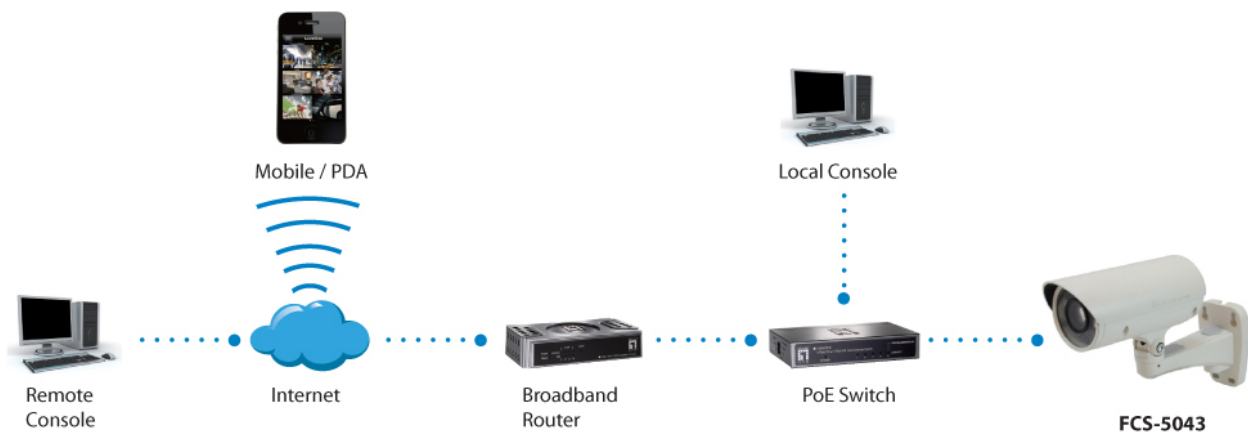 Mobile / PDA
Local Console
Remote
Console
Internet
Broadband
Router
PoE Switch
FCS-5043